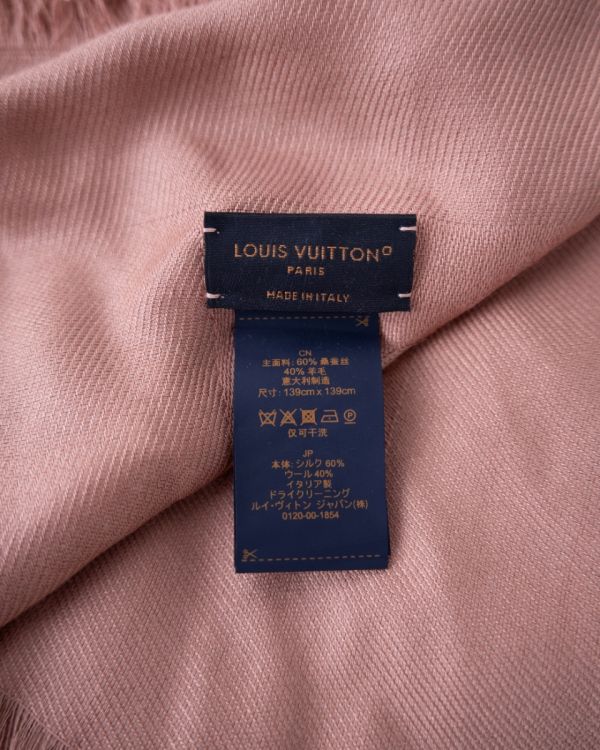 LOUIS VUITTON
PARIS
MADE IN ITALY
CN
主面料: 60% 桑蚕丝
40% 羊毛
意大利制造
尺寸: 139cm x 139cm
仅可干洗
JP
本体: シルク 60%
ウール 40%
イタリア製
ドライクリーニング
ルイ·ヴィトン ジャパン(株)
0120-00-1854